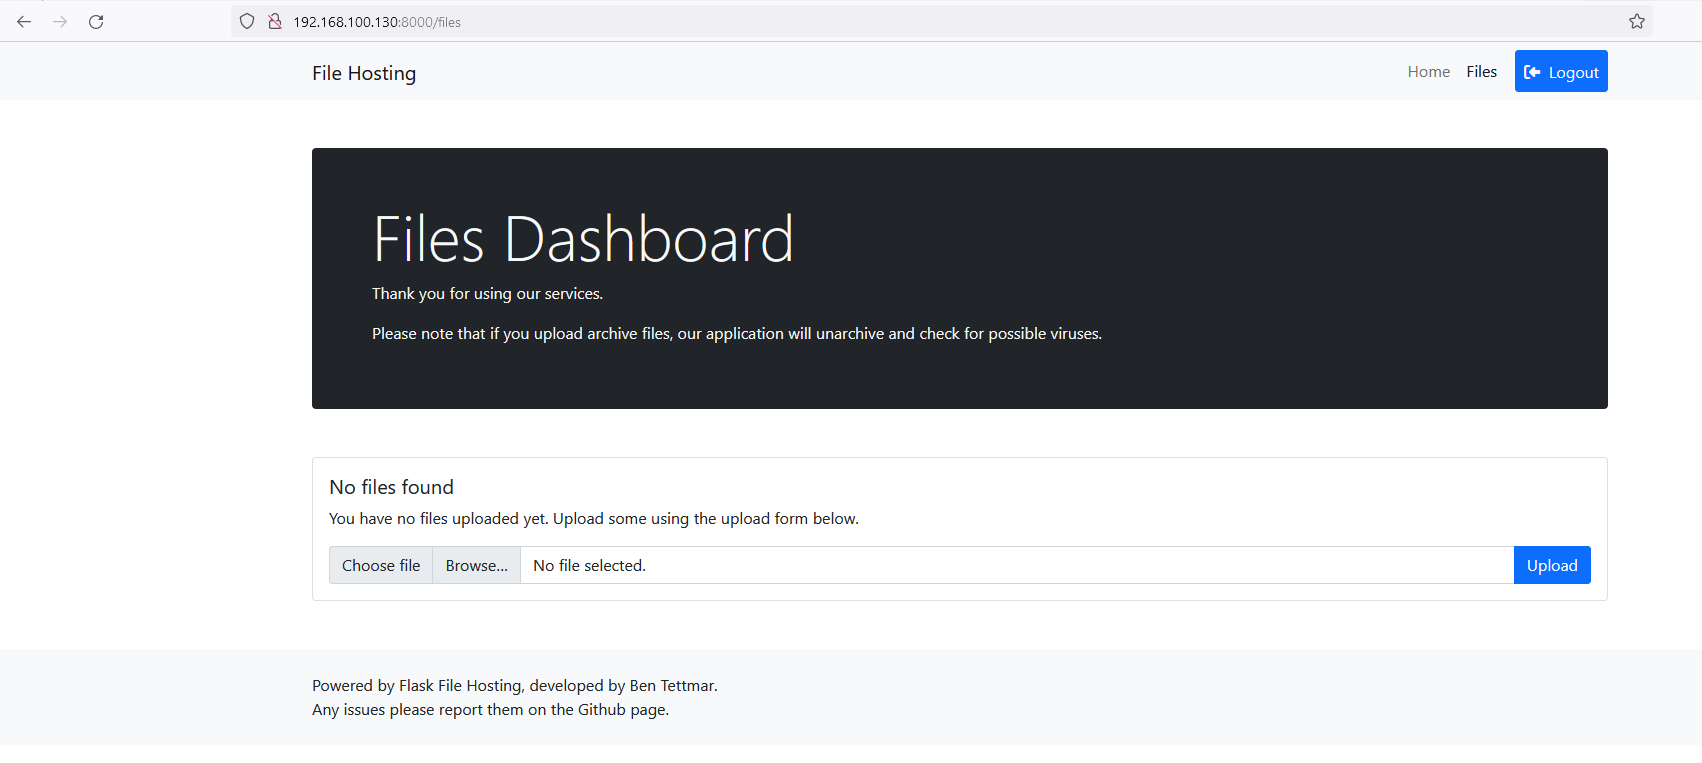 192.168.100.130:8000/files
File Hosting
Home Files Logout
Files Dashboard
Thank you for using our services.
Please note that if you upload archive files, our application will unarchive and check for possible viruses.
No files found
You have no files uploaded yet. Upload some using the upload form below.
Choose file Browse... No file selected. Upload
Powered by Flask File Hosting, developed by Ben Tettmar.
Any issues please report them on the Github page.